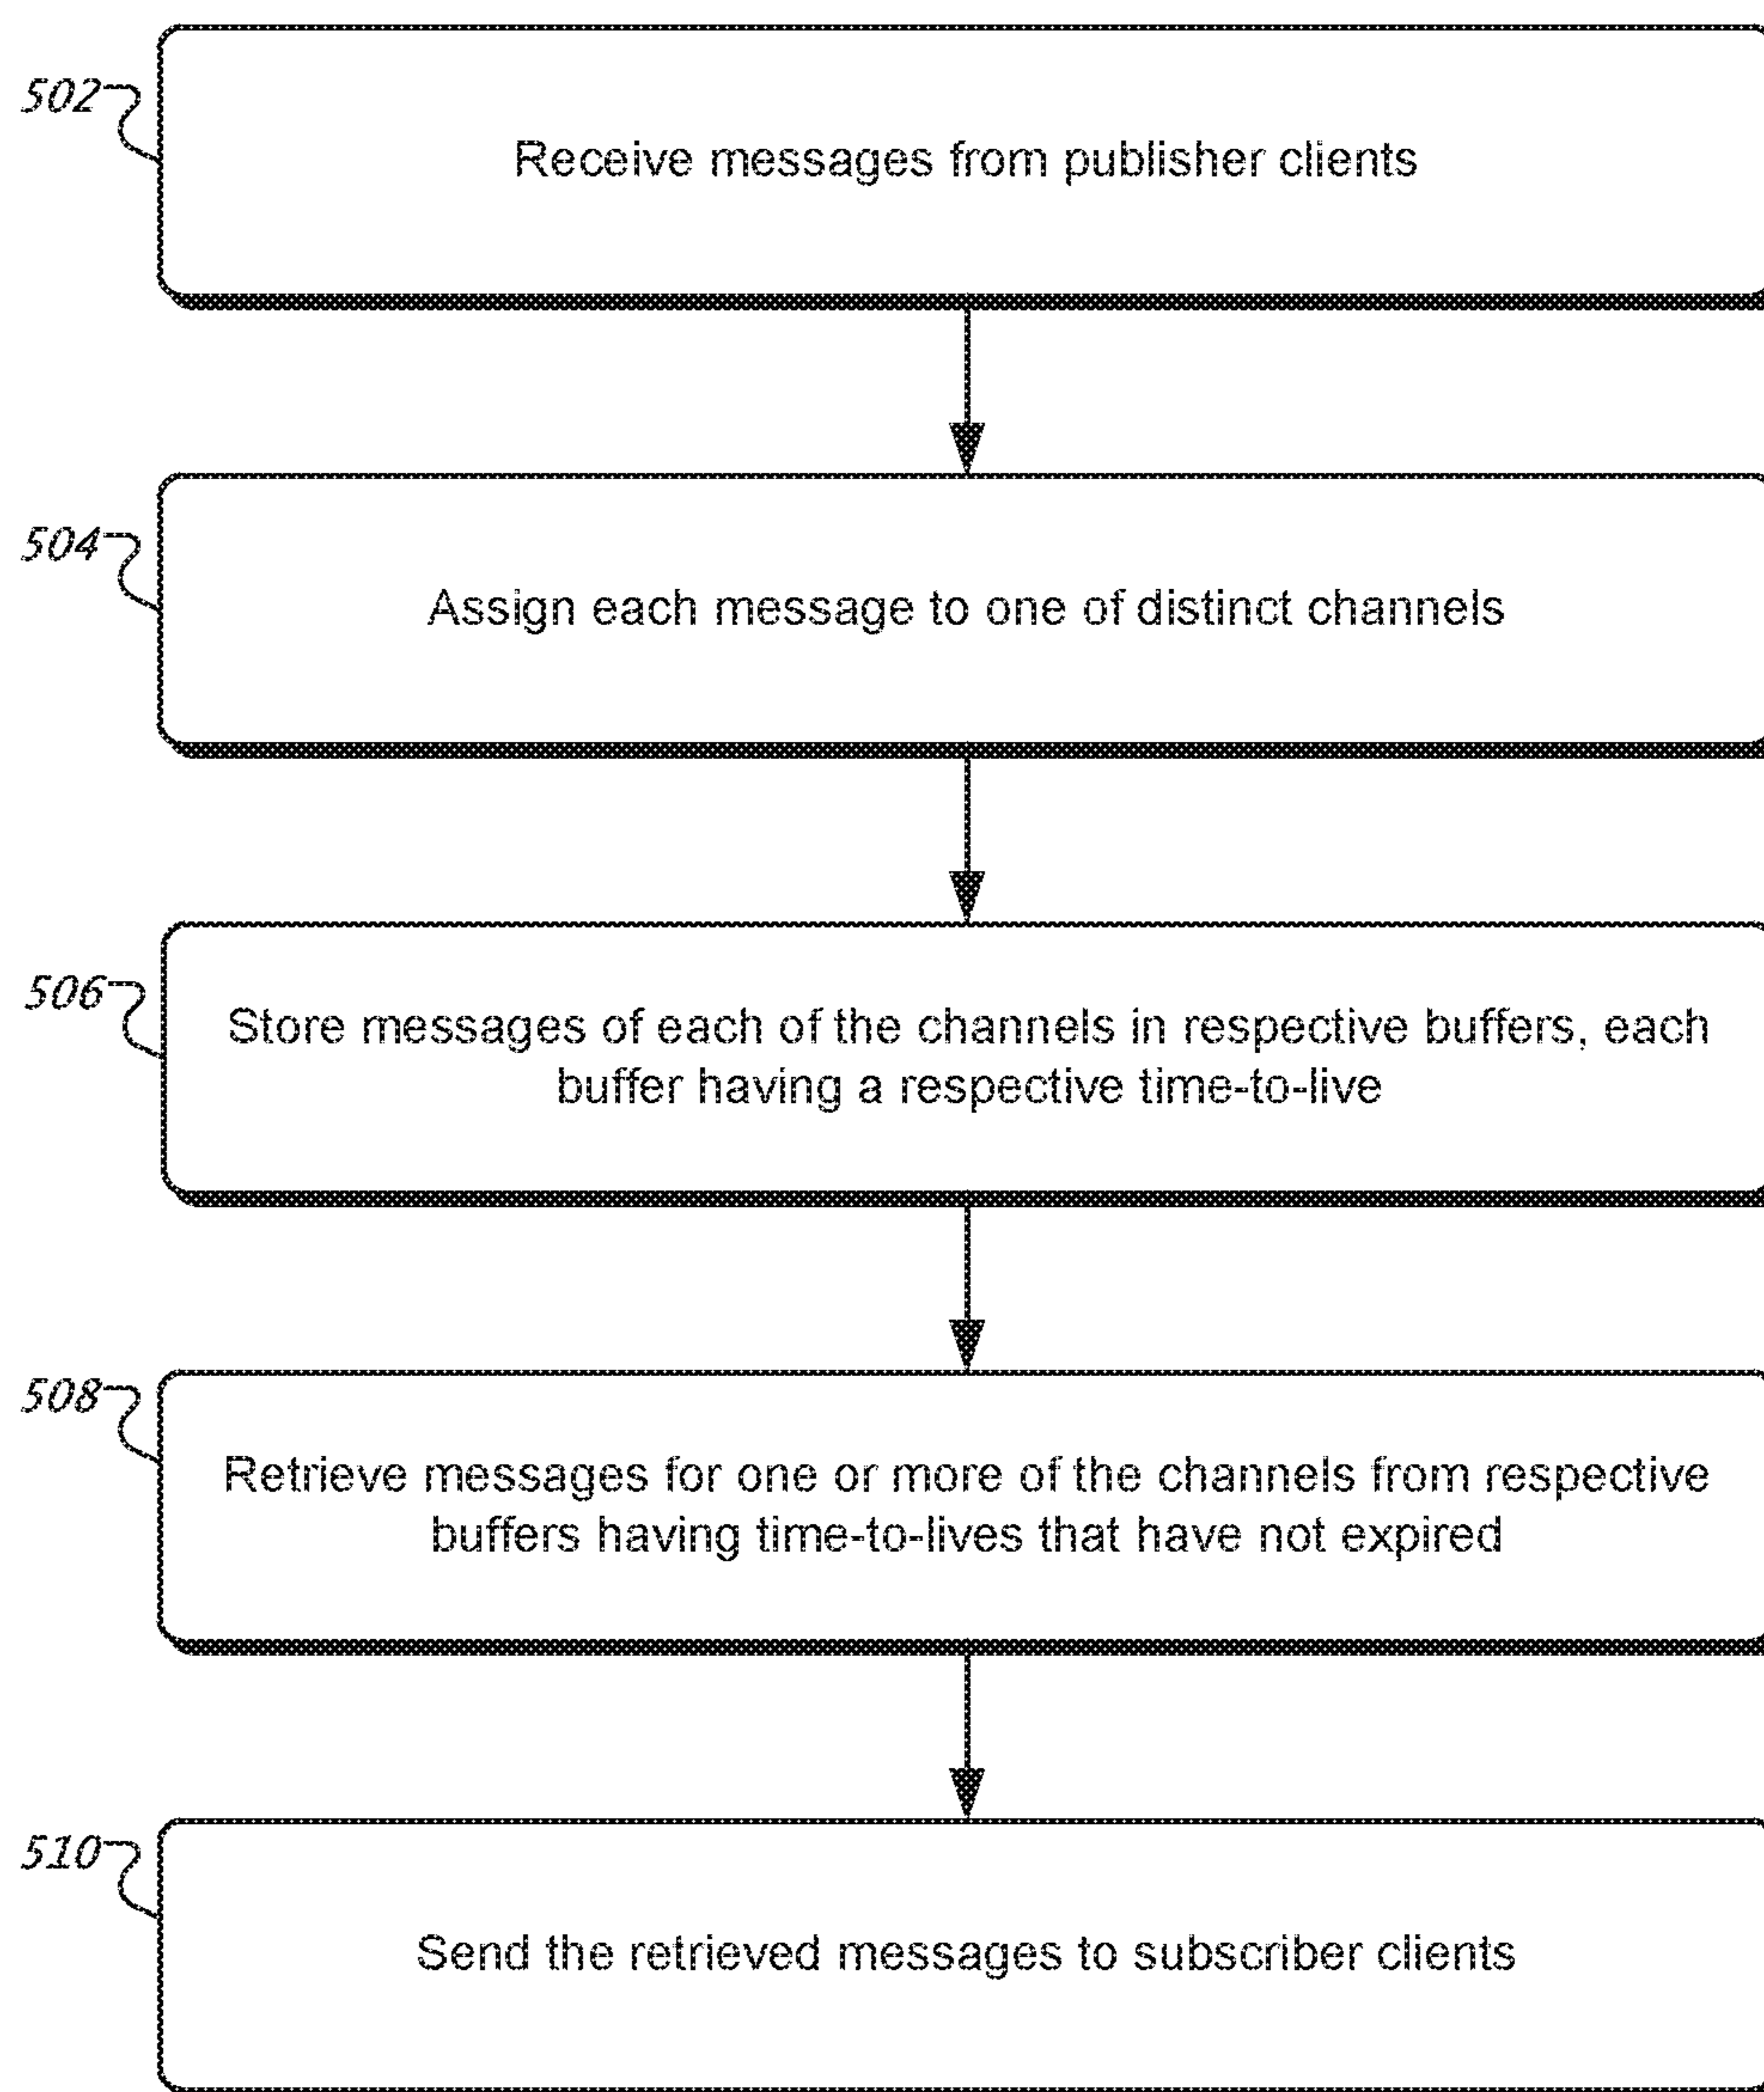 502
Receive messages from publisher clients
504
Assign each message to one of distinct channels
506
Store messages of each of the channels in respective buffers, each
buffer having a respective time-to-live
508
Retrieve messages for one or more of the channels from respective
buffers having time-to-lives that have not expired
510
Send the retrieved messages to subscriber clients